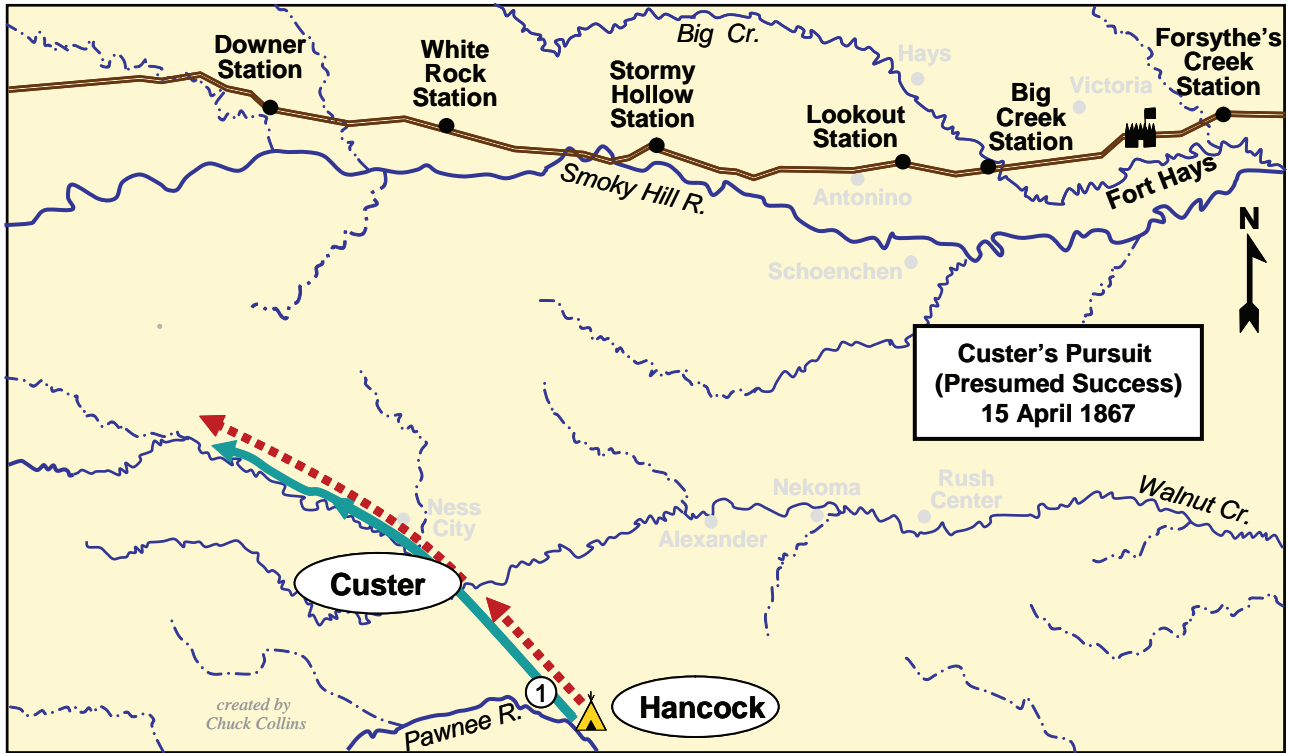 Downer
Station
White
Rock
Station
Stormy
Hollow
Station
Big Cr.
Hays
Lookout
Station
Big
Creek
Station
Victoria
Forsythe's
Creek
Station
Smoky Hill R.
Antonino
Fort Hays
Schoenchen
N
Custer's Pursuit
(Presumed Success)
15 April 1867
Ness
City
Alexander
Nekoma
Rush
Center
Walnut Cr.
Custer
1
Hancock
Pawnee R.
created by
Chuck Collins